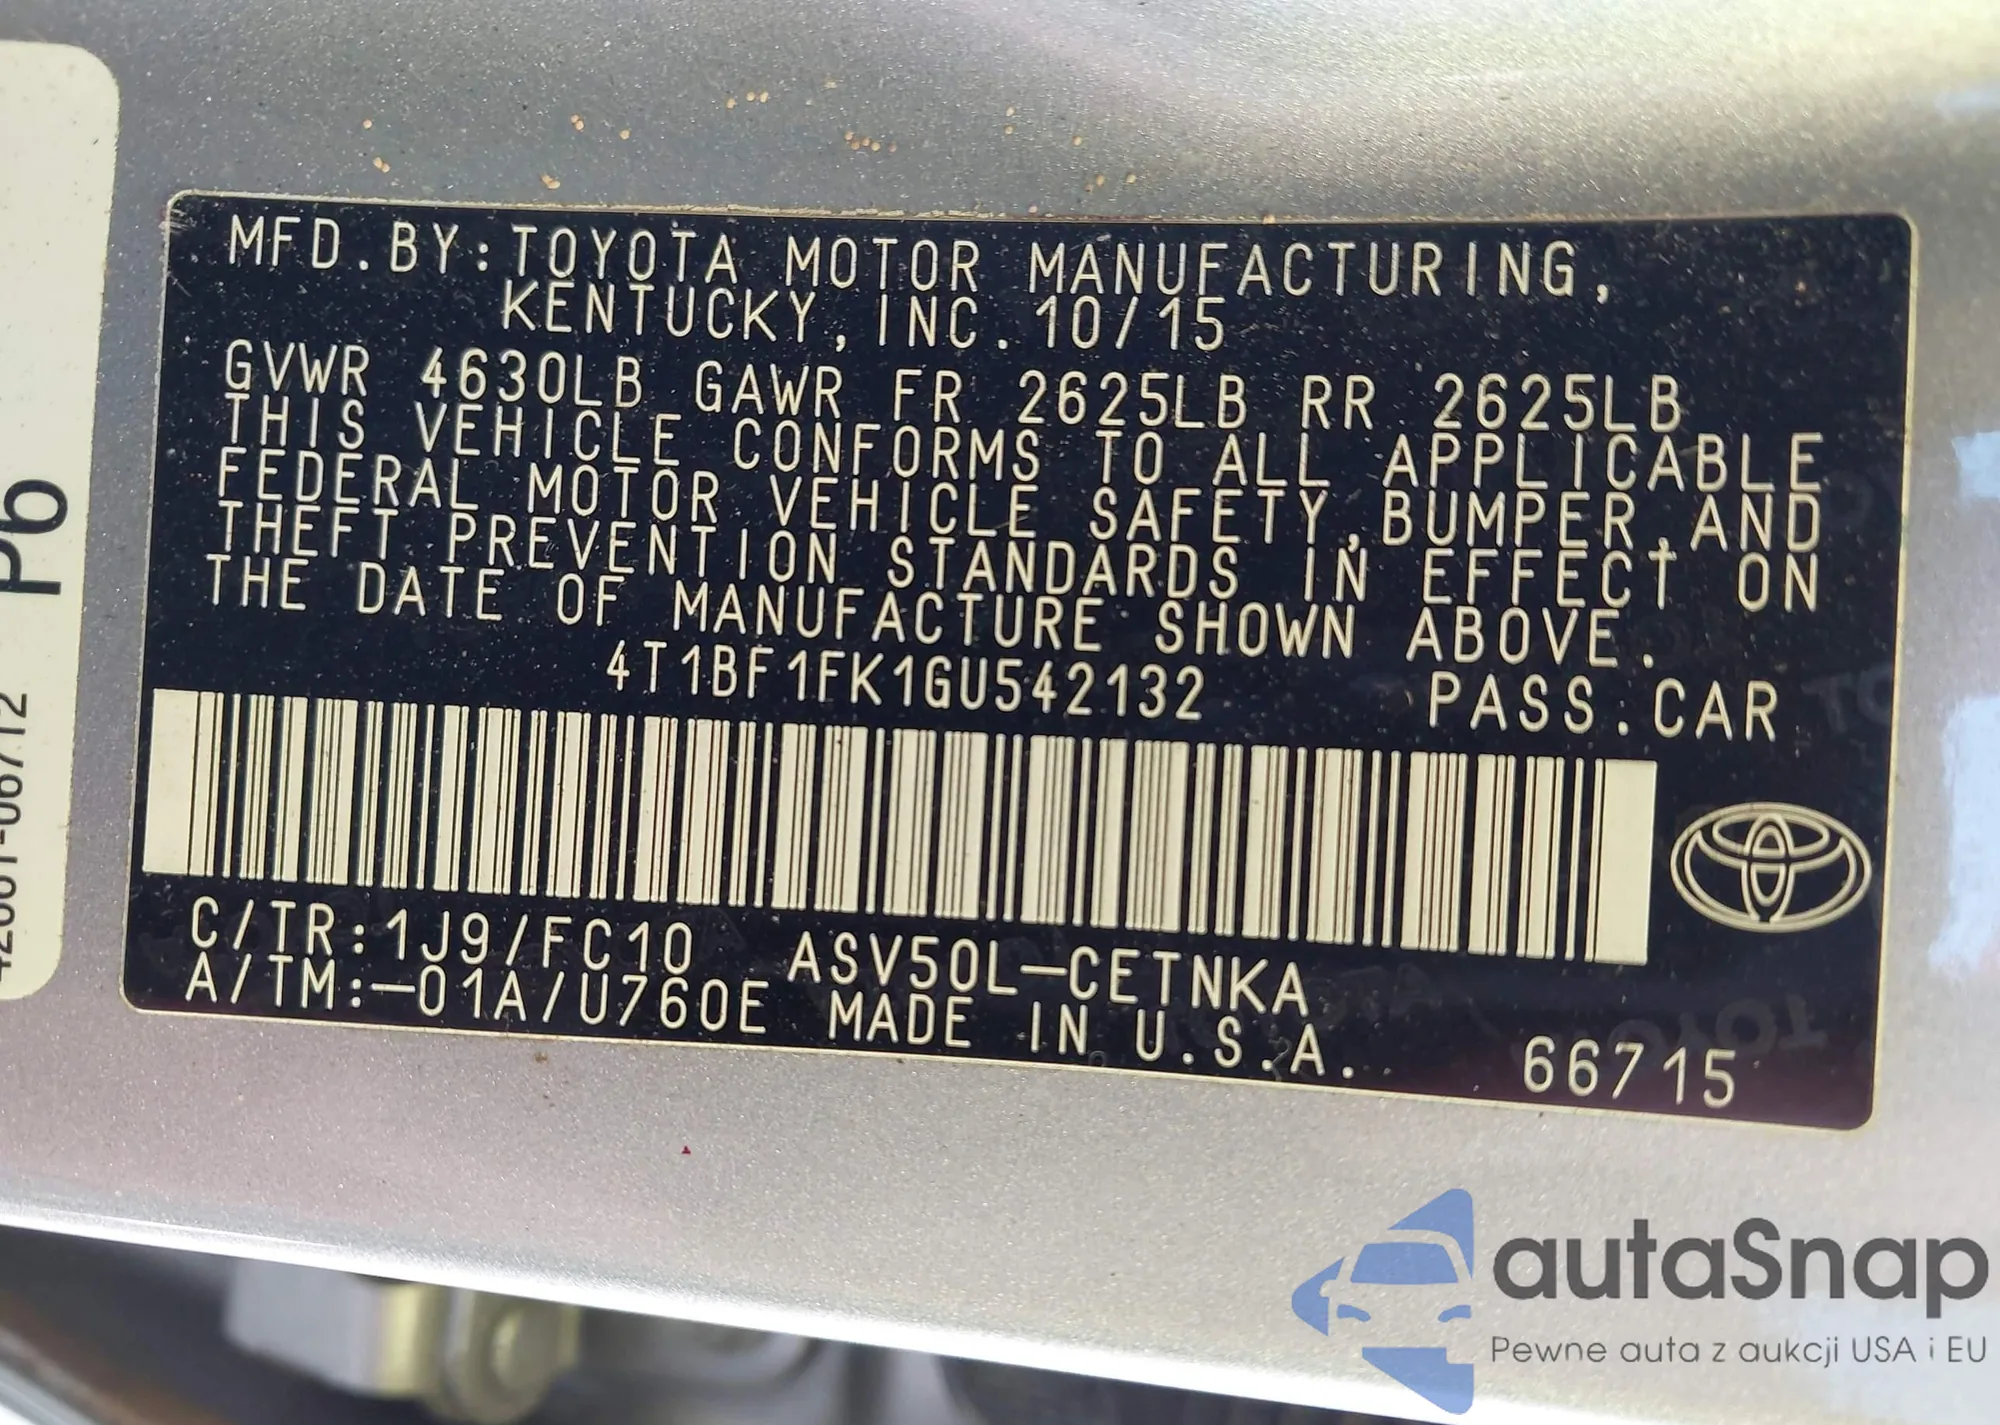 MFD.BY:TOYOTA MOTOR MANUFACTURING,
KENTUCKY,INC.10/15
GVWR 4630LB GAWR FR 2625LB RR 2625LB
THIS VEHICLE CONFORMS TO ALL APPLICABLE
FEDERAL MOTOR VEHICLE SAFETY,BUMPER,AND
THEFT PREVENTION STANDARDS IN EFFECT ON
THE DATE OF MANUFACTURE SHOWN ABOVE.
4T1BF1FK1GU542132 PASS.CAR
C/TR:1J9/FC10 ASV50L-CETNKA
A/TM:-01A/U760E MADE IN U.S.A.
66715
Pb
autaSnap
Pewne auta z aukcji USA i EU